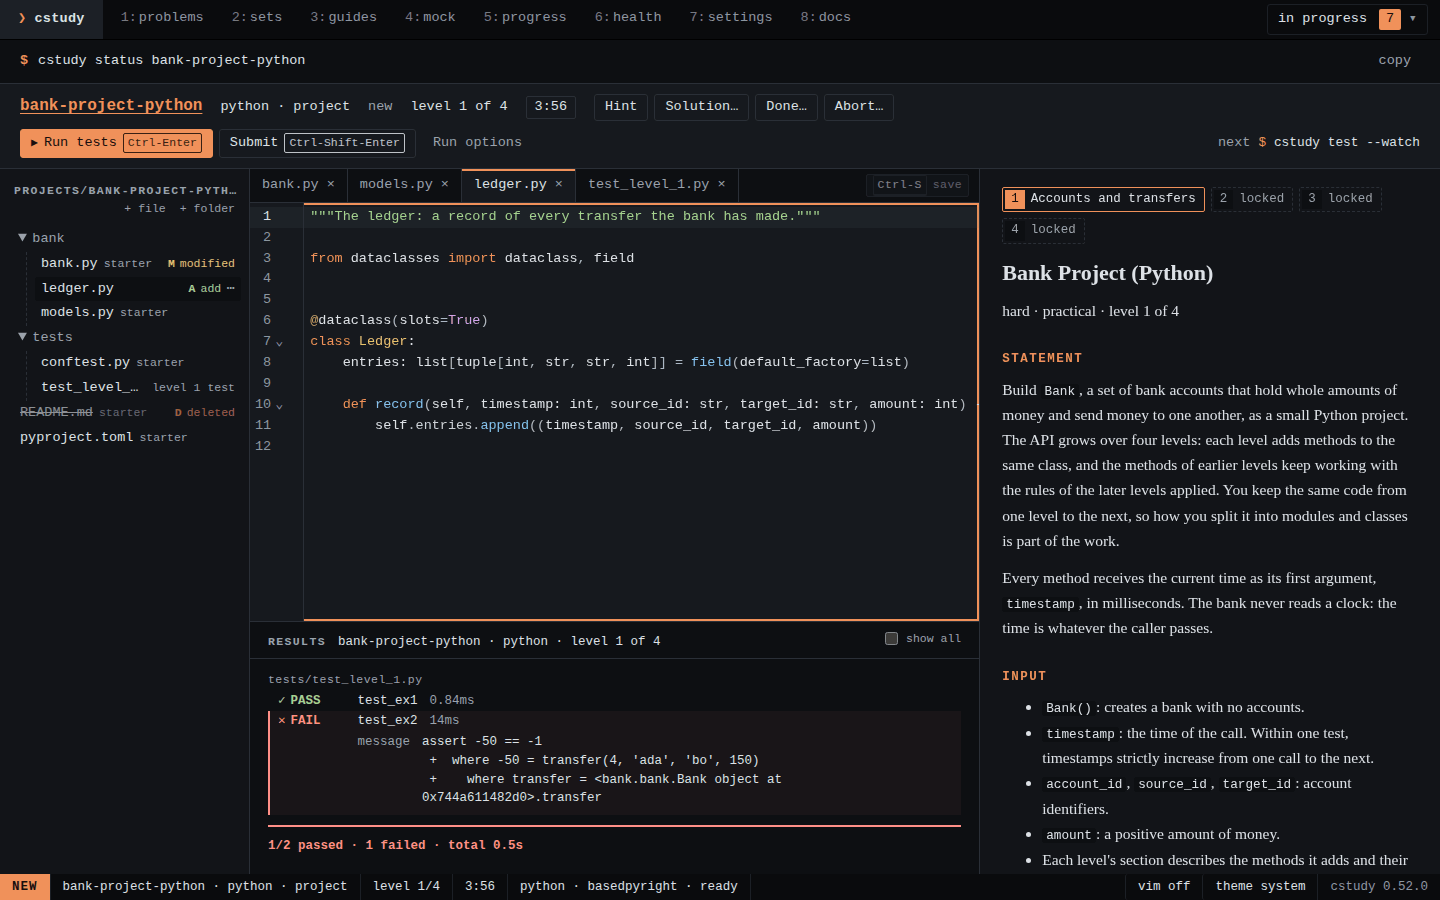 ❯ cstudy 1:problems 2:sets 3:guides 4:mock 5:progress 6:health 7:settings 8:docs in progress 7 ▾
$ cstudy status bank-project-python copy
bank-project-python python · project new level 1 of 4 3:56 Hint Solution… Done… Abort…
▶ Run tests Ctrl-Enter Submit Ctrl-Shift-Enter Run options next $ cstudy test --watch
PROJECTS/BANK-PROJECT-PYTH…
+ file + folder
▼ bank
bank.py starter M modified
ledger.py A add ⋯
models.py starter
▼ tests
conftest.py starter
test_level_… level 1 test
README.md starter D deleted
pyproject.toml starter
bank.py × models.py × ledger.py × test_level_1.py × Ctrl-S save
1 """The ledger: a record of every transfer the bank has made."""
2
3 from dataclasses import dataclass, field
4
5
6 @dataclass(slots=True)
7 class Ledger:
8     entries: list[tuple[int, str, str, int]] = field(default_factory=list)
9
10     def record(self, timestamp: int, source_id: str, target_id: str, amount: int)
11         self.entries.append((timestamp, source_id, target_id, amount))
12
RESULTS bank-project-python · python · level 1 of 4 show all
tests/test_level_1.py
✓ PASS test_ex1 0.84ms
× FAIL test_ex2 14ms
message assert -50 == -1
+  where -50 = transfer(4, 'ada', 'bo', 150)
+    where transfer = <bank.bank.Bank object at
0x744a611482d0>.transfer
1/2 passed · 1 failed · total 0.5s
1 Accounts and transfers 2 locked 3 locked
4 locked
Bank Project (Python)
hard · practical · level 1 of 4
STATEMENT
Build Bank, a set of bank accounts that hold whole amounts of
money and send money to one another, as a small Python project.
The API grows over four levels: each level adds methods to the
same class, and the methods of earlier levels keep working with
the rules of the later levels applied. You keep the same code from
one level to the next, so how you split it into modules and classes
is part of the work.
Every method receives the current time as its first argument,
timestamp, in milliseconds. The bank never reads a clock: the
time is whatever the caller passes.
INPUT
• Bank(): creates a bank with no accounts.
• timestamp: the time of the call. Within one test,
timestamps strictly increase from one call to the next.
• account_id, source_id, target_id: account
identifiers.
• amount: a positive amount of money.
• Each level's section describes the methods it adds and their
NEW bank-project-python · python · project level 1/4 3:56 python · basedpyright · ready vim off theme system cstudy 0.52.0